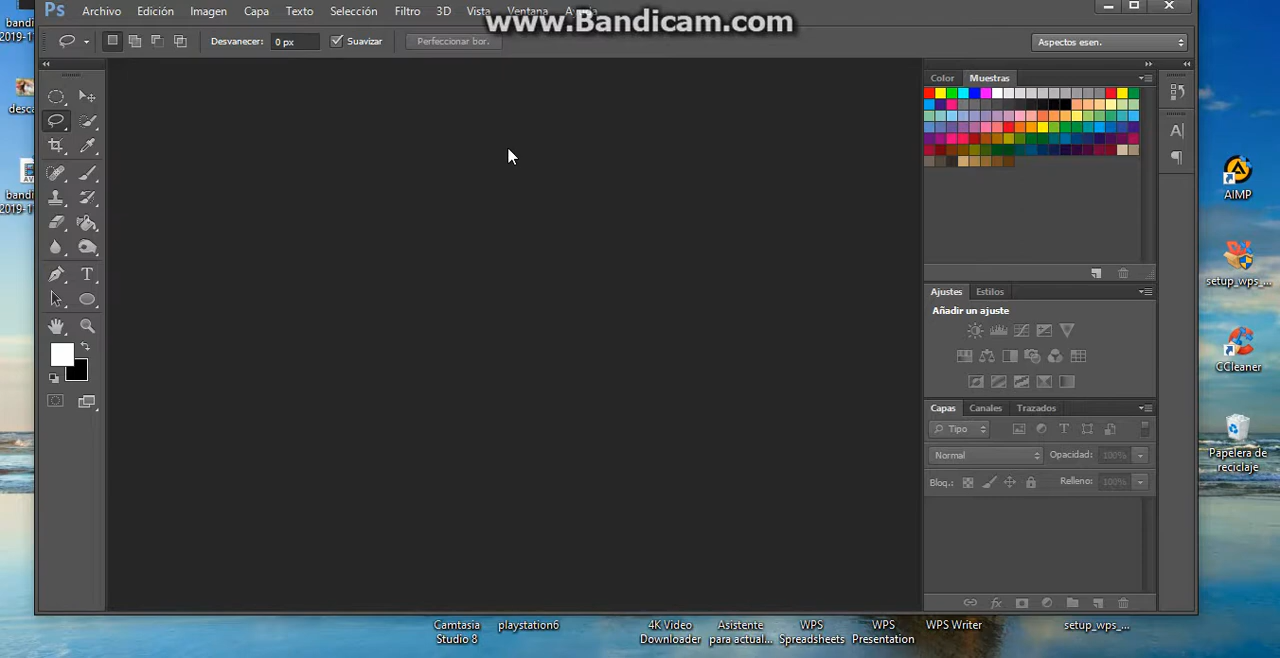 bandi
2019-1
desca
bandi
2019-1
Ps Archivo Edición Imagen Capa Texto Selección Filtro 3D Vista Ventana
www.Bandicam.com
Desvanecer: 0 px Suavizar Perfeccionar bor. Aspectos esen.
Color Muestras
Ajustes Estilos
Añadir un ajuste
Capas Canales Trazados
Tipo
Normal Opacidad: 100%
Bloq.: Relleno: 100%
AIMP
setup_wps_...
CCleaner
Papelera de
reciclaje
Camtasia
Studio 8
playstation6
4K Video
Downloader
Asistente
para actual...
WPS
Spreadsheets
WPS
Presentation
WPS Writer
setup_wps_...